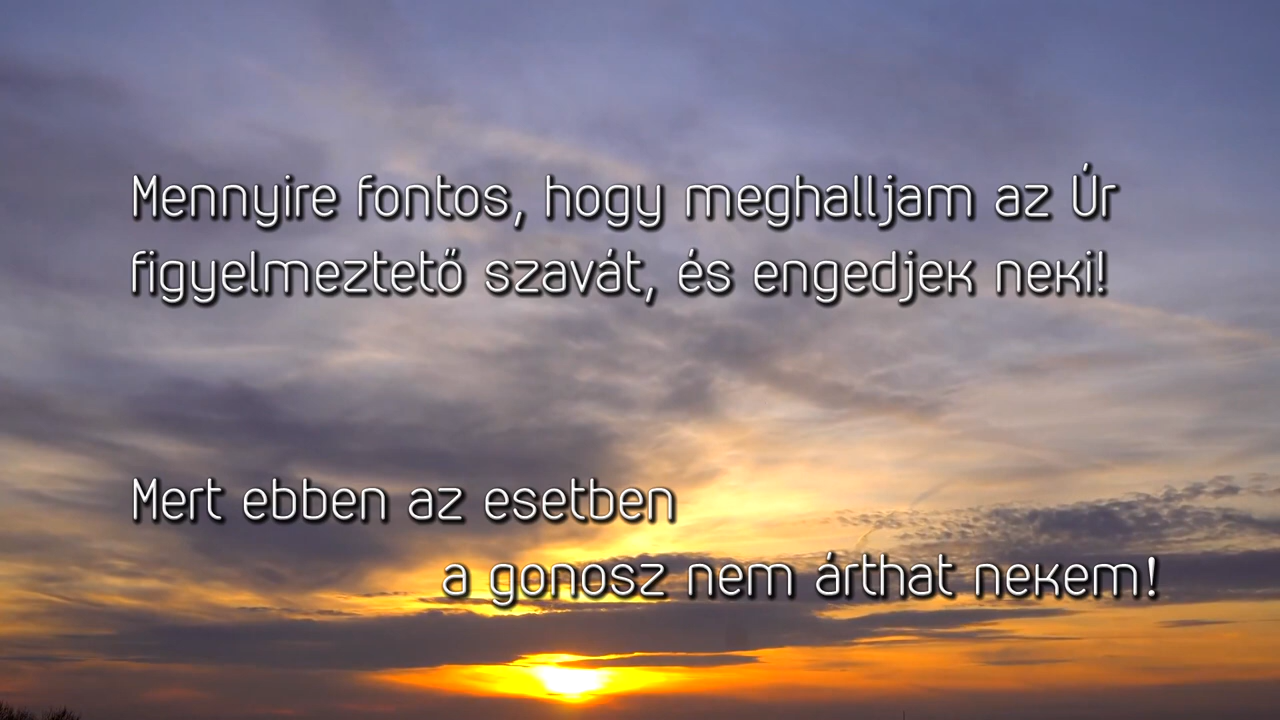 Mennyire fontos, hogy meghalljam az Úr
figyelmeztető szavát, és engedjek neki!
Mert ebben az esetben
a gonosz nem árthat nekem!